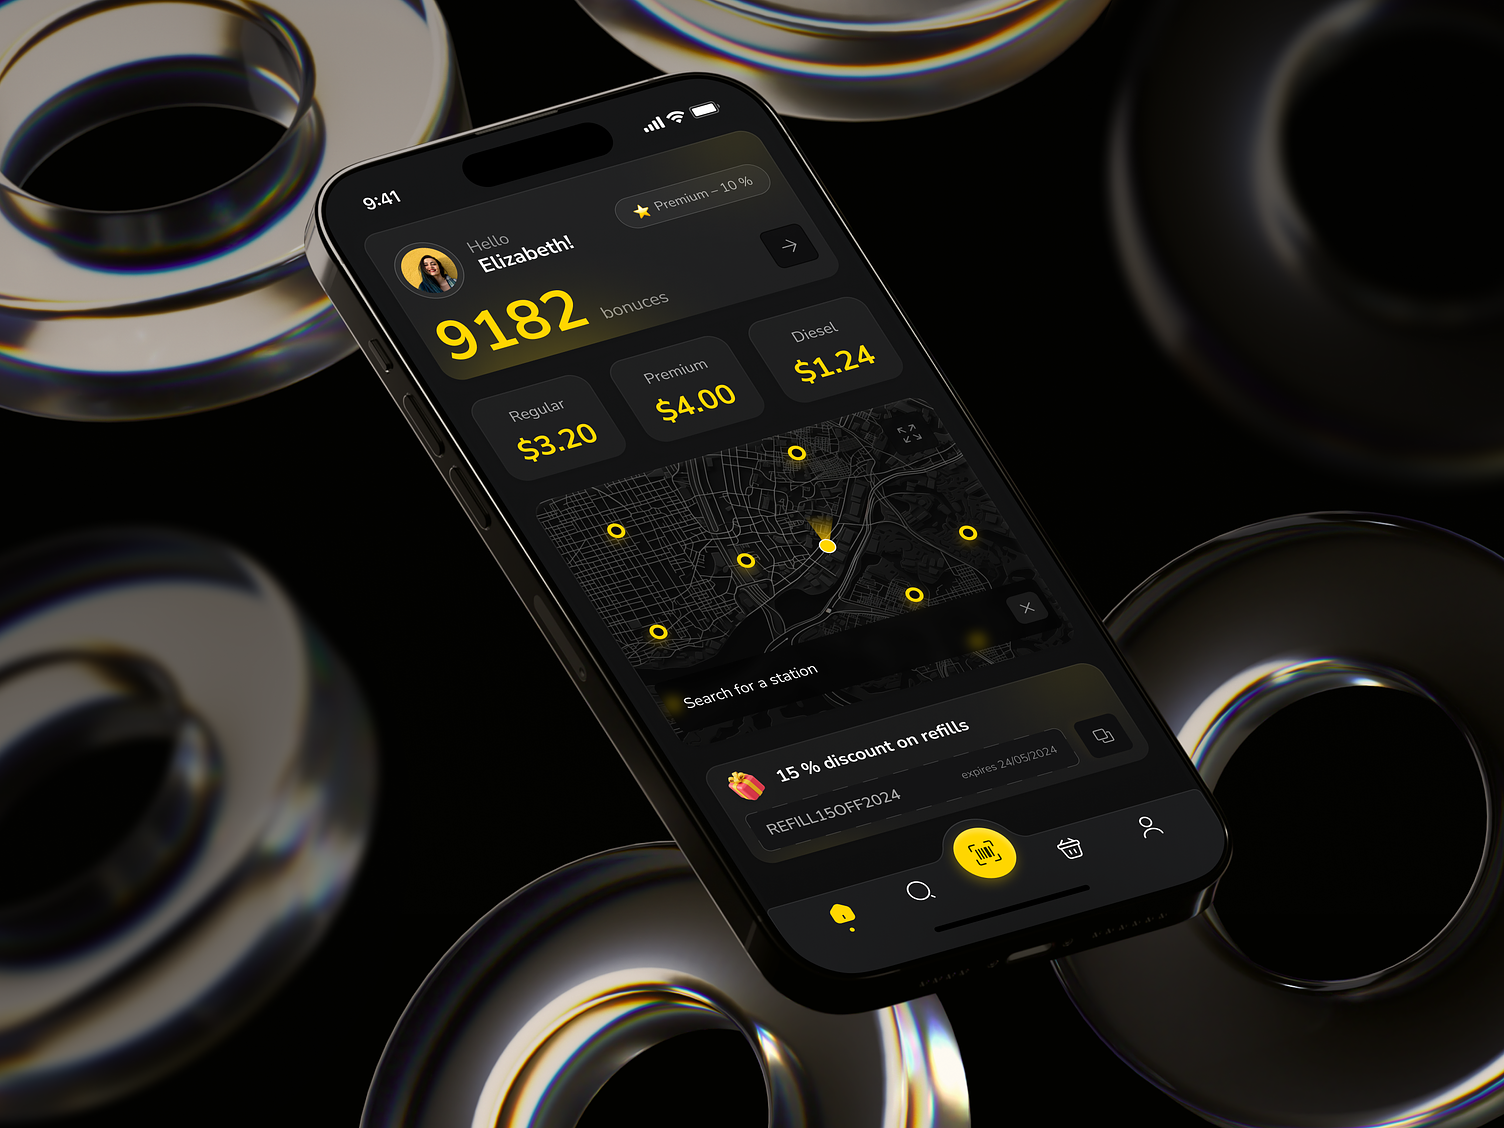 9:41
Premium – 10 %
Hello
Elizabeth!
9182 bonuces
Regular
$3.20
Premium
$4.00
Diesel
$1.24
Search for a station
15 % discount on refills
REFILL15OFF2024
expires 24/05/2024